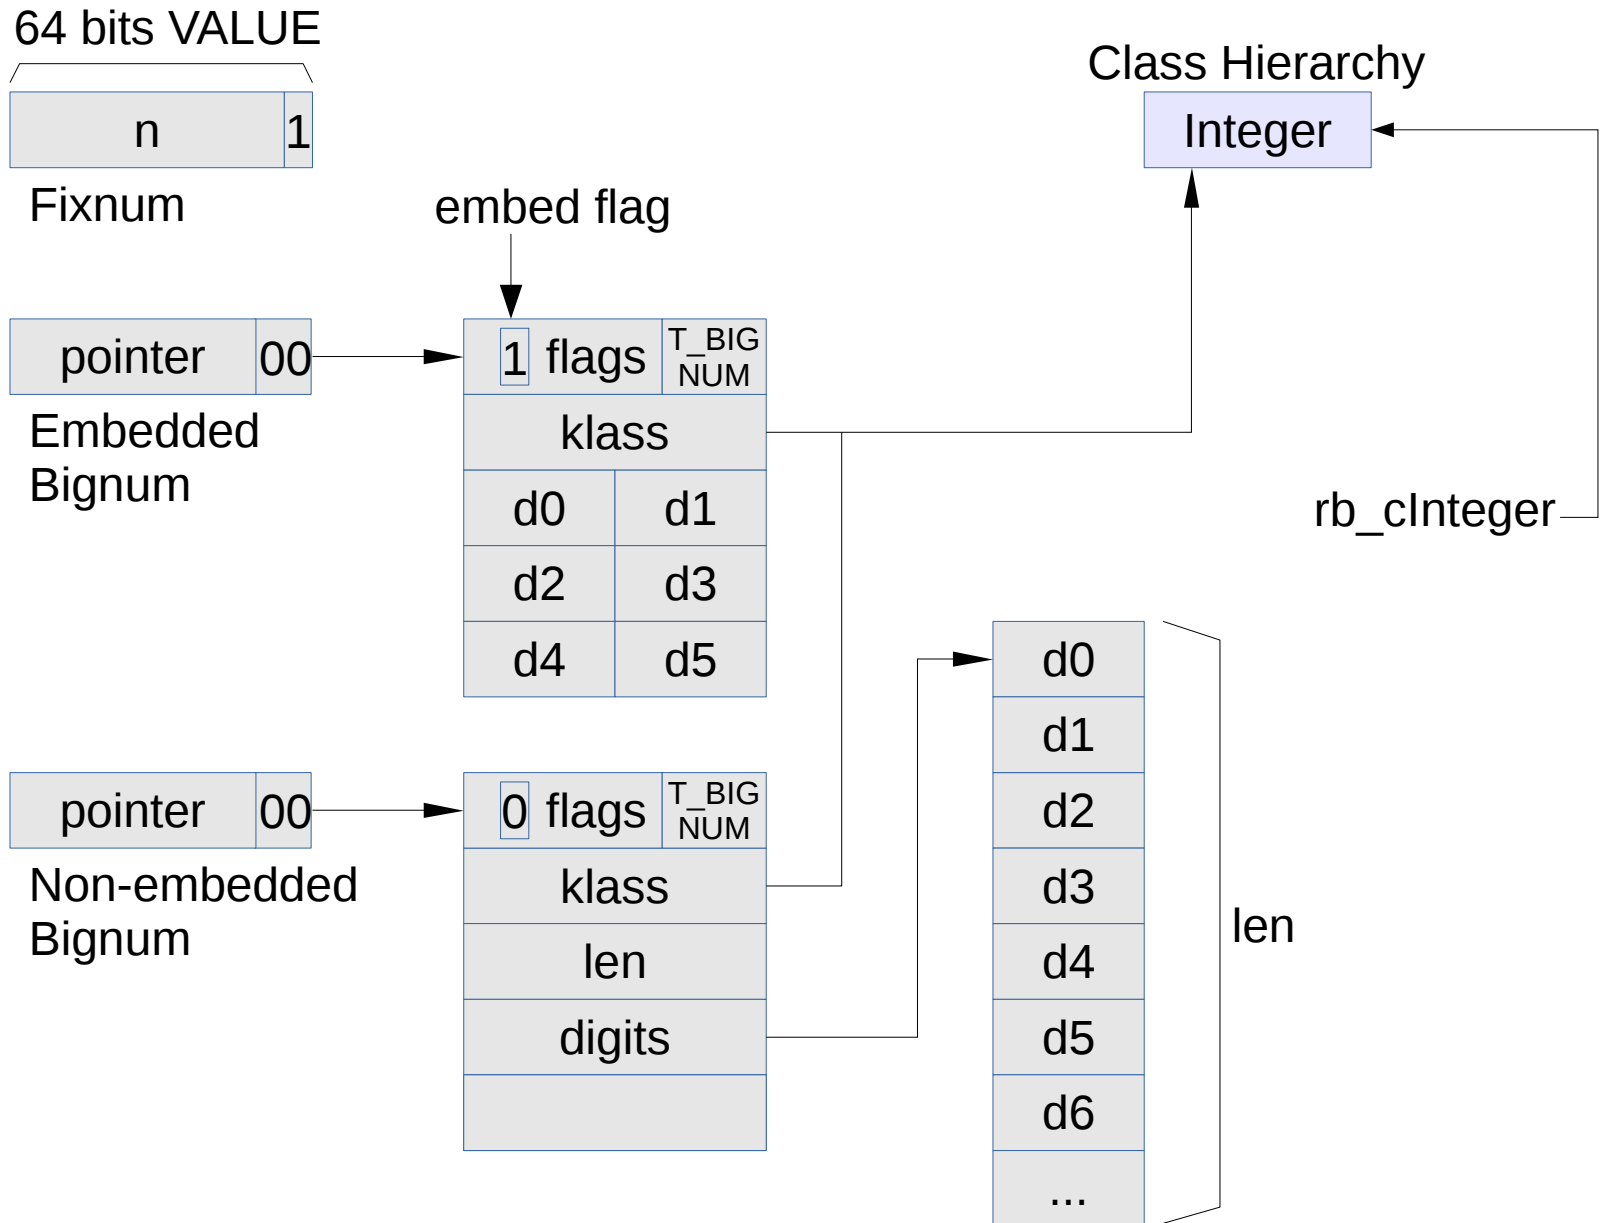 64 bits VALUE
n 1
Fixnum
Class Hierarchy
Integer
embed flag
pointer 00
Embedded
Bignum
1 flags T_BIG
NUM
klass
d0 d1
d2 d3
d4 d5
rb_cInteger
pointer 00
Non-embedded
Bignum
0 flags T_BIG
NUM
klass
len
digits
d0
d1
d2
d3
d4
d5
d6
...
len